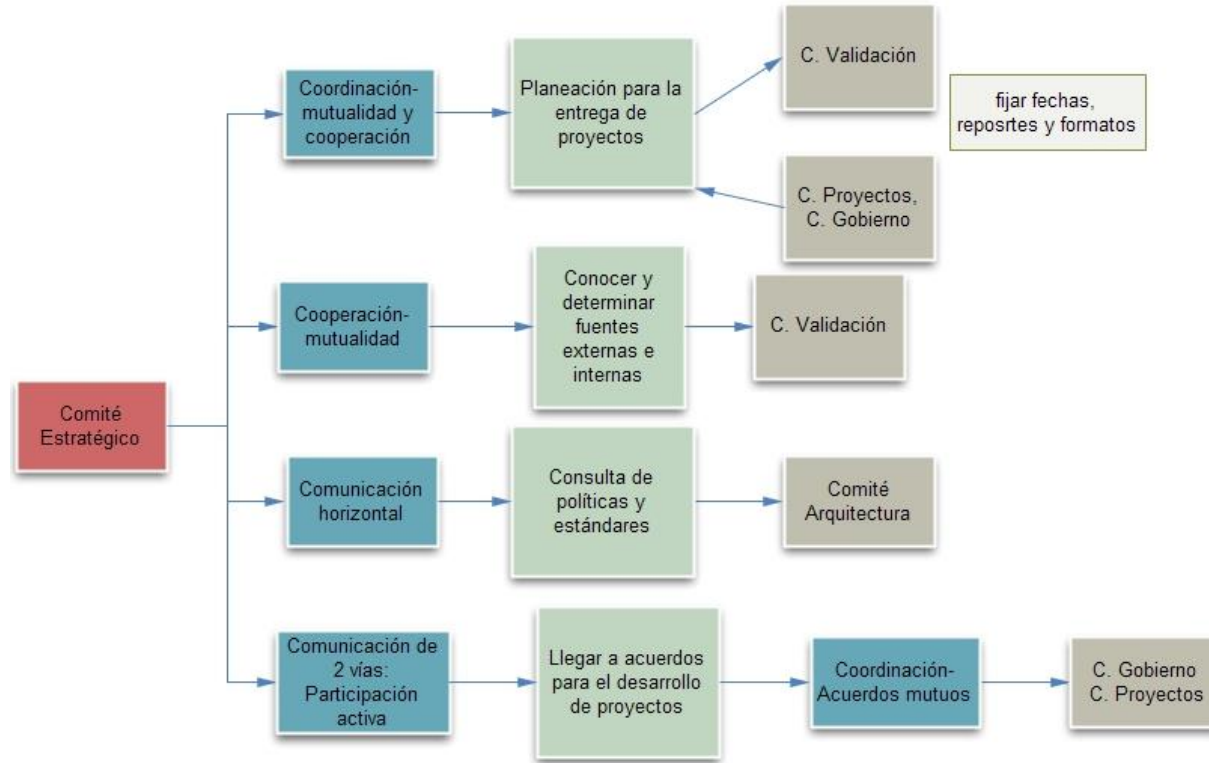 C. Validación
Coordinación-
mutualidad y
cooperación
Planeación para la
entrega de
proyectos
fijar fechas,
reposrtes y formatos
C. Proyectos,
C. Gobierno
Cooperación-
mutualidad
Conocer y
determinar
fuentes
externas e
internas
C. Validación
Comité
Estratégico
Comunicación
horizontal
Consulta de
políticas y
estándares
Comité
Arquitectura
Comunicación de
2 vías:
Participación
activa
Llegar a acuerdos
para el desarrollo
de proyectos
Coordinación-
Acuerdos mutuos
C. Gobierno
C. Proyectos